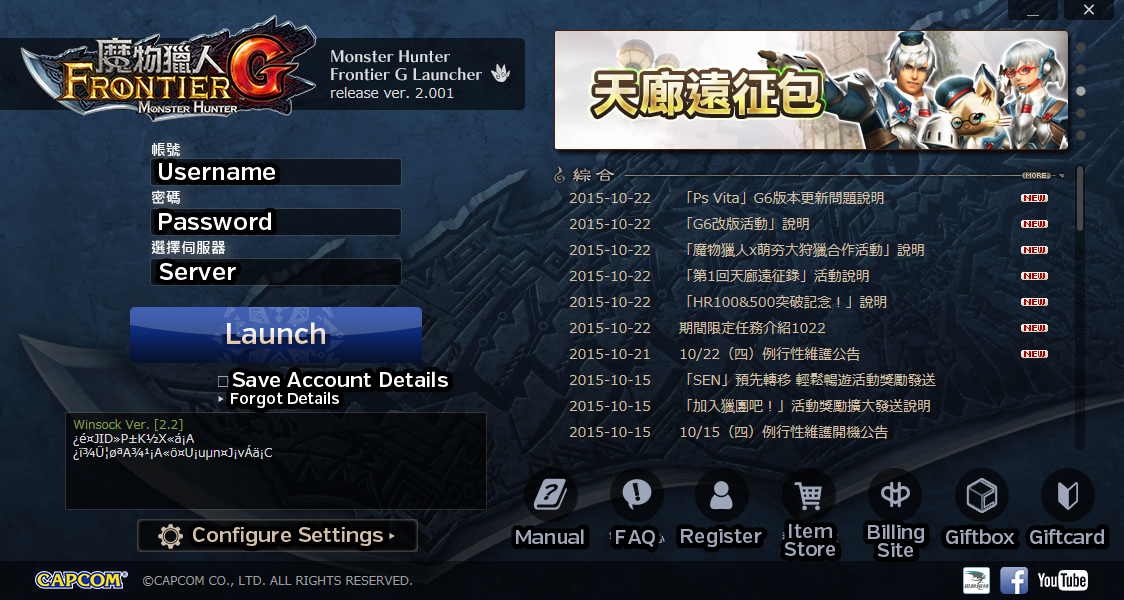 魔物獵人
FRONTIER G
MONSTER HUNTER
Monster Hunter
Frontier G Launcher
release ver. 2.001
天廊遠征包
帳號
Username
密碼
Password
選擇伺服器
Server
Launch
Save Account Details
Forgot Details
Winsock Ver. [2.2]
¿é¤JID»P±K½X«á¡A
¿ï¾Ü¦øªA¾¹¡A«ö¤U¡uµn¤J¡vÁä¡C
Configure Settings
綜合
MORE
2015-10-22 「Ps Vita」G6版本更新問題說明 NEW
2015-10-22 「G6改版活動」說明 NEW
2015-10-22 「魔物獵人x萌夯大狩獵合作活動」說明 NEW
2015-10-22 「第1回天廊遠征錄」活動說明 NEW
2015-10-22 「HR100&500突破記念！」說明 NEW
2015-10-22 期間限定任務介紹1022 NEW
2015-10-21 10/22（四）例行性維護公告 NEW
2015-10-15 「SEN」預先轉移 輕鬆暢遊活動獎勵發送
2015-10-15 「加入獵團吧！」活動獎勵擴大發送說明
2015-10-15 10/15（四）例行性維護開機公告
Manual
FAQ
Register
Item
Store
Billing
Site
Giftbox
Giftcard
CAPCOM
©CAPCOM CO., LTD. ALL RIGHTS RESERVED.
f
YouTube